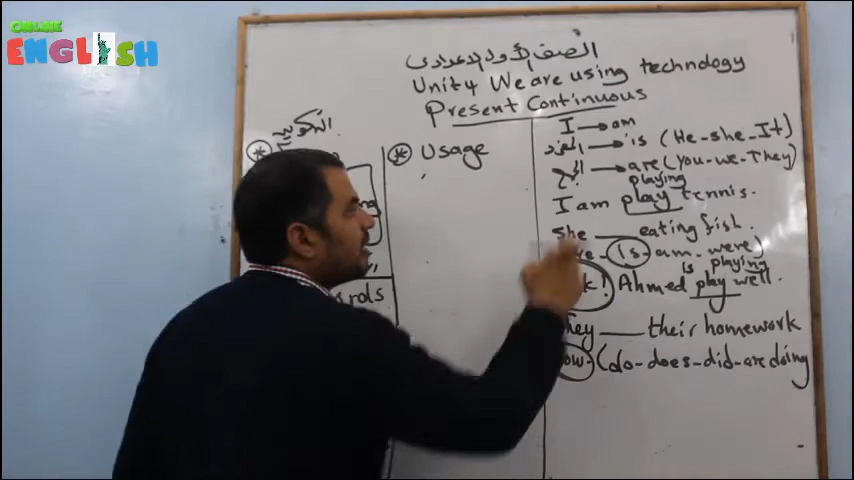 ONLINE
ENGLISH
الصف الأول الاعدادى
Unit 4 We are using technology
Present Continuous
التكوين
* Usage
I → am
المفرد → is (He-she-It)
الجمع → are (You-we-They)
playing
I am play tennis.
She ___ eating fish.
Is - am - were)
is playing
Ahmed play well.
___ their homework
(do-does-did-are doing